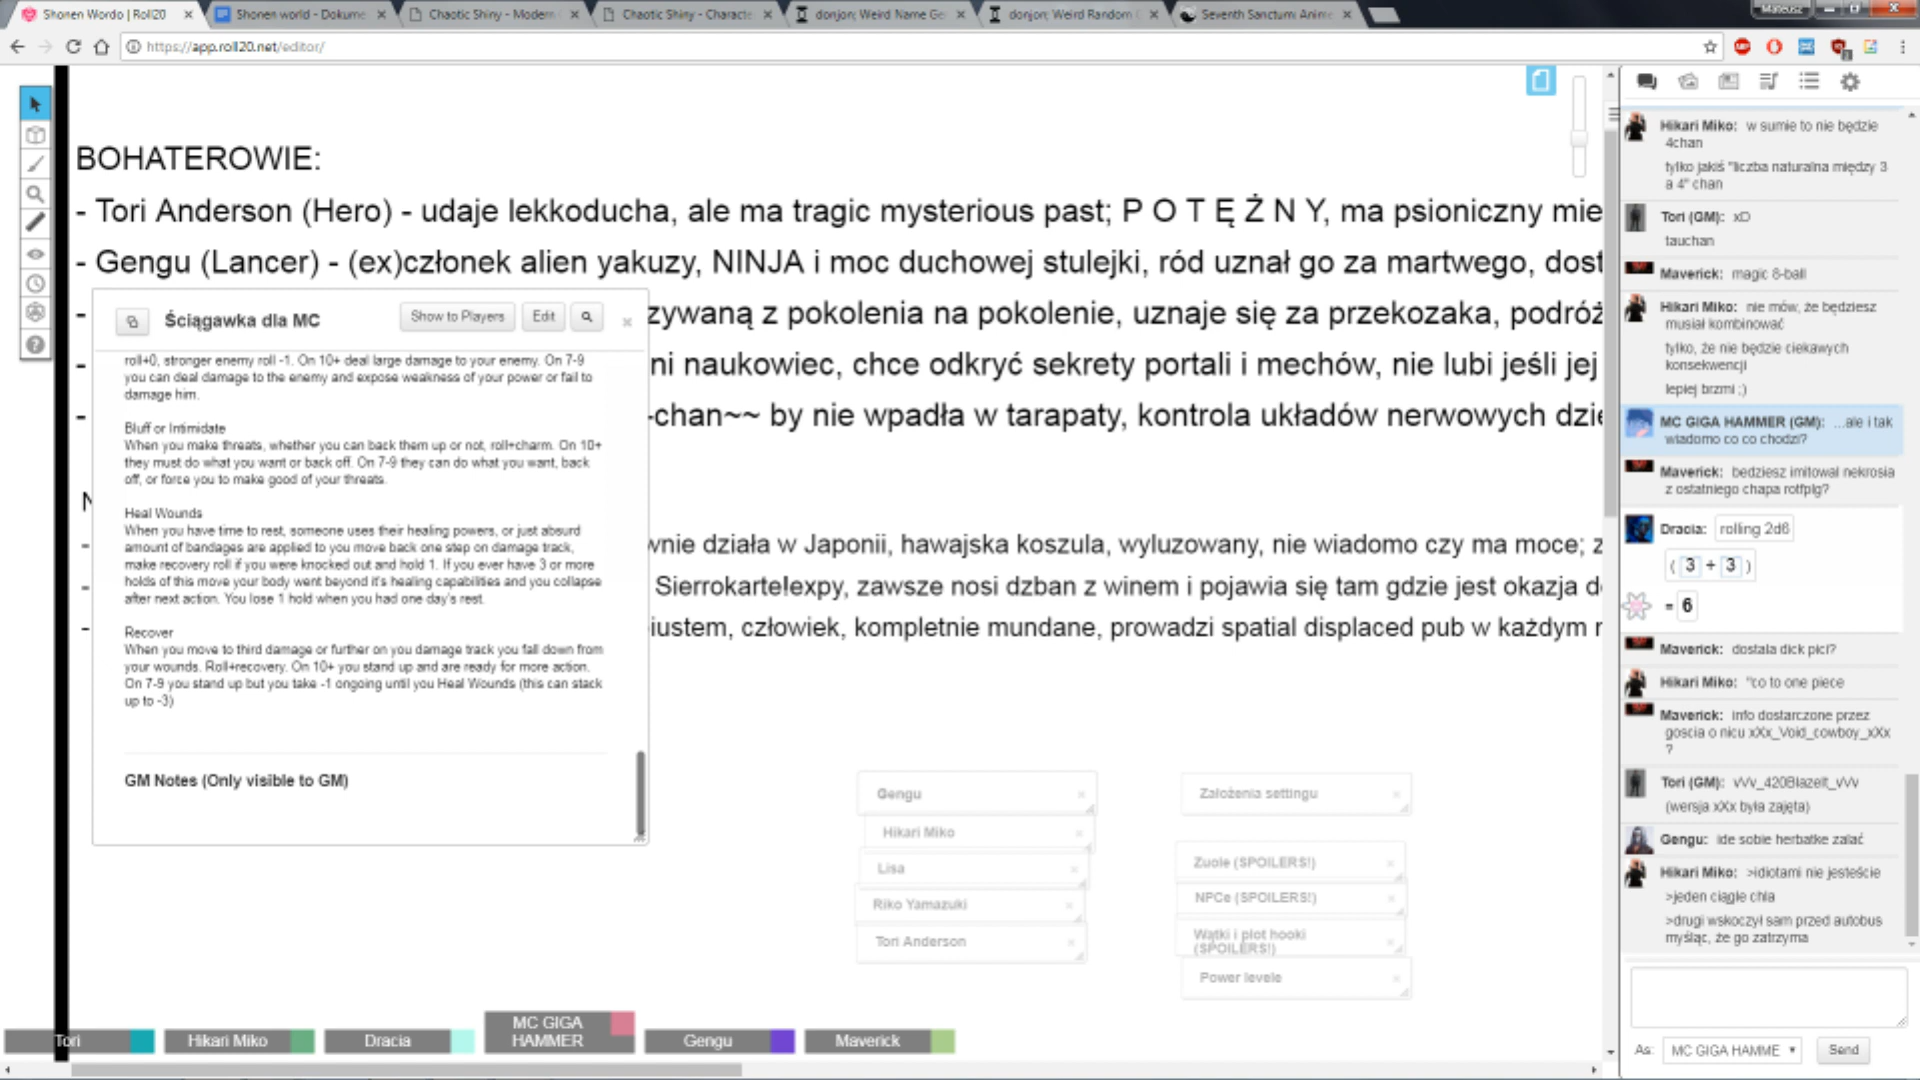 Shonen Wordo | Roll20
Shonen world - Dokume
Chaotic Shiny - Modern
Chaotic Shiny - Characte
donjon; Weird Name Ge
donjon; Weird Random
Seventh Sanctum: Anime
Mateusz
https://app.roll20.net/editor/
BOHATEROWIE:
- Tori Anderson (Hero) - udaje lekkoducha, ale ma tragic mysterious past; P O T Ę Ż N Y, ma psioniczny mie
- Gengu (Lancer) - (ex)członek alien yakuzy, NINJA i moc duchowej stulejki, ród uznał go za martwego, dost
- zywaną z pokolenia na pokolenie, uznaje się za przekozaka, podróż
- ni naukowiec, chce odkryć sekrety portali i mechów, nie lubi jeśli jej
- -chan~~ by nie wpadła w tarapaty, kontrola układów nerwowych dzie
N
- wnie działa w Japonii, hawajska koszula, wyluzowany, nie wiadomo czy ma moce; z
- Sierrokarte!expy, zawsze nosi dzban z winem i pojawia się tam gdzie jest okazja d
- iustem, człowiek, kompletnie mundane, prowadzi spatial displaced pub w każdym r
Ściągawka dla MC
Show to Players
Edit
roll+0, stronger enemy roll -1. On 10+ deal large damage to your enemy. On 7-9
you can deal damage to the enemy and expose weakness of your power or fail to
damage him.
Bluff or Intimidate
When you make threats, whether you can back them up or not, roll+charm. On 10+
they must do what you want or back off. On 7-9 they can do what you want, back
off, or force you to make good of your threats.
Heal Wounds
When you have time to rest, someone uses their healing powers, or just absurd
amount of bandages are applied to you move back one step on damage track,
make recovery roll if you were knocked out and hold 1. If you ever have 3 or more
holds of this move your body went beyond it's healing capabilities and you collapse
after next action. You lose 1 hold when you had one day's rest.
Recover
When you move to third damage or further on you damage track you fall down from
your wounds. Roll+recovery. On 10+ you stand up and are ready for more action.
On 7-9 you stand up but you take -1 ongoing until you Heal Wounds (this can stack
up to -3)
GM Notes (Only visible to GM)
Gengu
Hikari Miko
Lisa
Riko Yamazuki
Tori Anderson
Założenia settingu
Zuole (SPOILERS!)
NPCe (SPOILERS!)
Wątki i plot hooki
(SPOILERS!)
Power levele
Tori
Hikari Miko
Dracia
MC GIGA
HAMMER
Gengu
Maverick
Hikari Miko: w sumie to nie będzie
4chan
tylko jakiś "liczba naturalna między 3
a 4" chan
Tori (GM): xD
tauchan
Maverick: magic 8-ball
Hikari Miko: nie mów, że będziesz
musiał kombinować
tylko, że nie będzie ciekawych
konsekwencji
lepiej brzmi ;)
MC GIGA HAMMER (GM): ...ale i tak
wiadomo co co chodzi?
Maverick: bedziesz imitowal nekrosia
z ostatniego chapa rotfplg?
Dracia: rolling 2d6
( 3 + 3 )
= 6
Maverick: dostala dick pici?
Hikari Miko: "co to one piece
Maverick: info dostarczone przez
goscia o nicu xXx_Void_cowboy_xXx
?
Tori (GM): vVv_420BlazeIt_vVv
(wersja xXx była zajęta)
Gengu: ide sobie herbatke zalać
Hikari Miko: >idiotami nie jesteście
>jeden ciągle chla
>drugi wskoczył sam przed autobus
myśląc, że go zatrzyma
As:
MC GIGA HAMME
Send